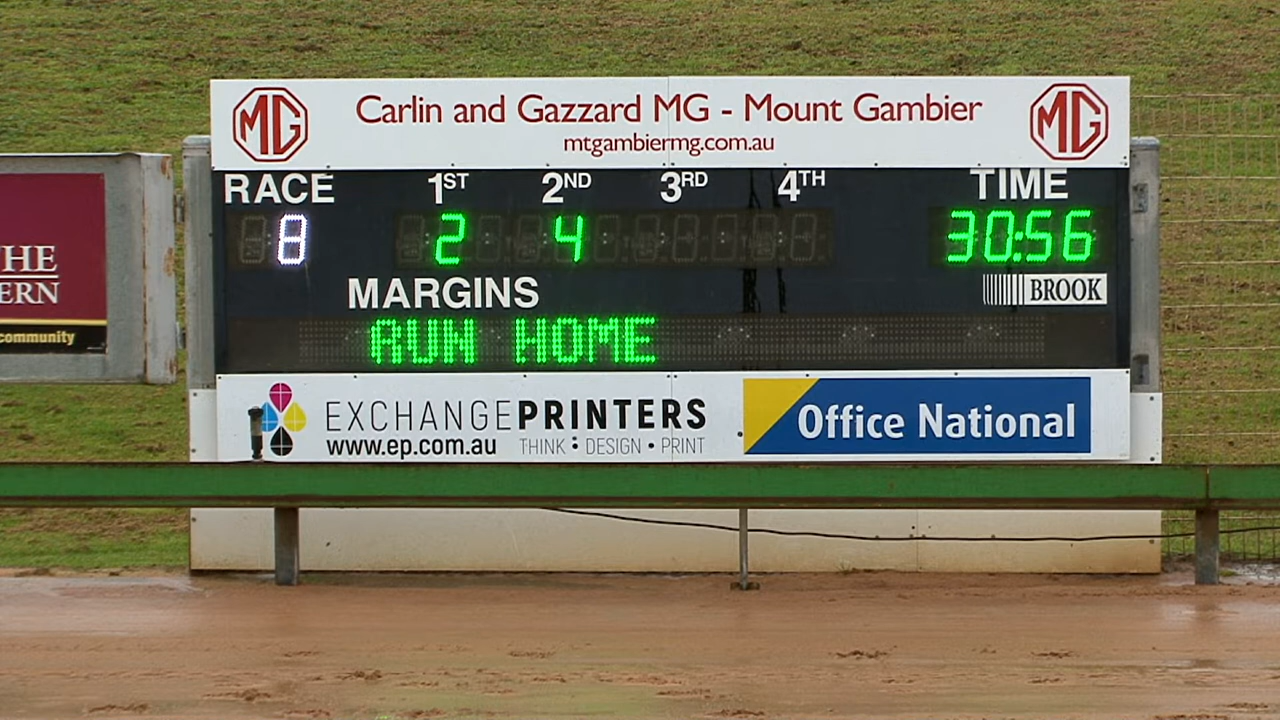 MG Carlin and Gazzard MG - Mount Gambier MG
mtgambiermg.com.au
RACE 1ST 2ND 3RD 4TH TIME
8 2 4 30:56
BROOK
MARGINS
RUN HOME
HE
ERN
community
EXCHANGEPRINTERS
www.ep.com.au THINK : DESIGN • PRINT
Office National